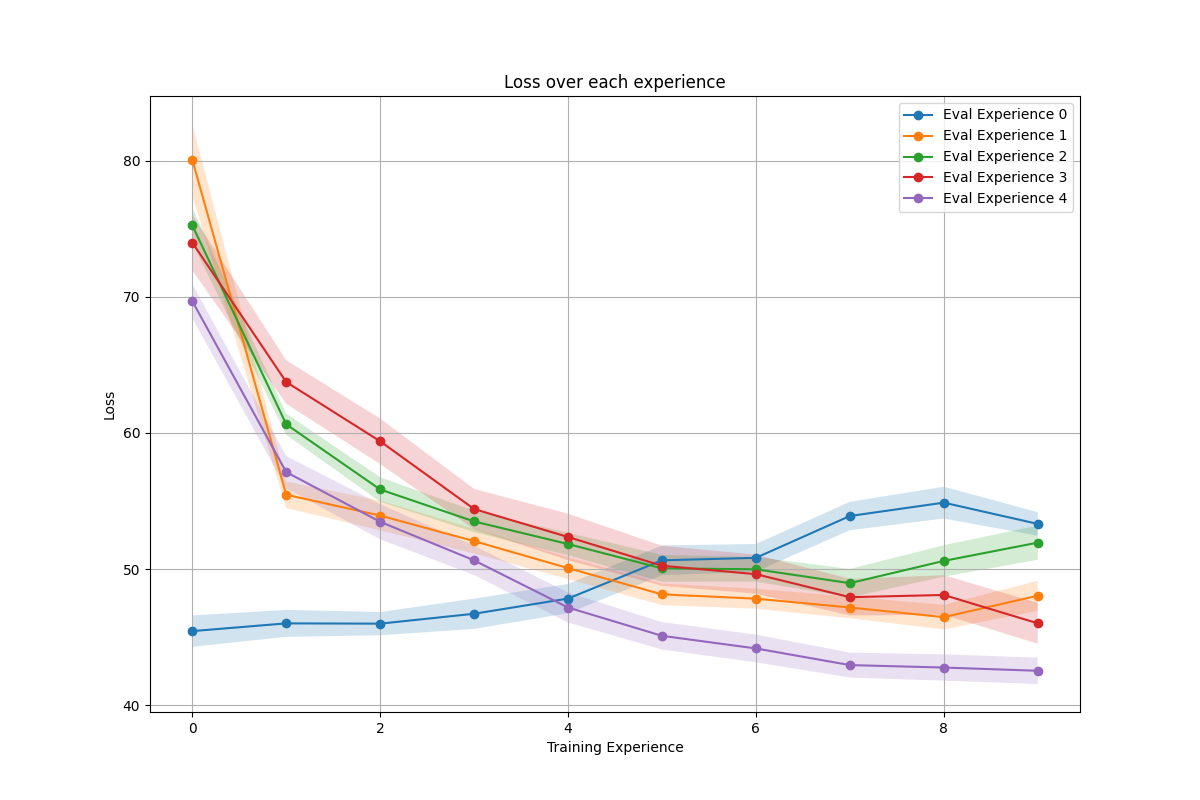 Loss over each experience
Eval Experience 0
Eval Experience 1
Eval Experience 2
Eval Experience 3
Eval Experience 4
80
70
60
50
40
Loss
0 2 4 6 8
Training Experience